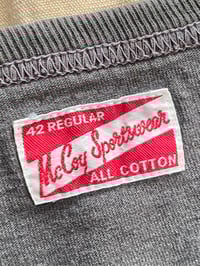 42 REGULAR
McCoy Sportswear
ALL COTTON